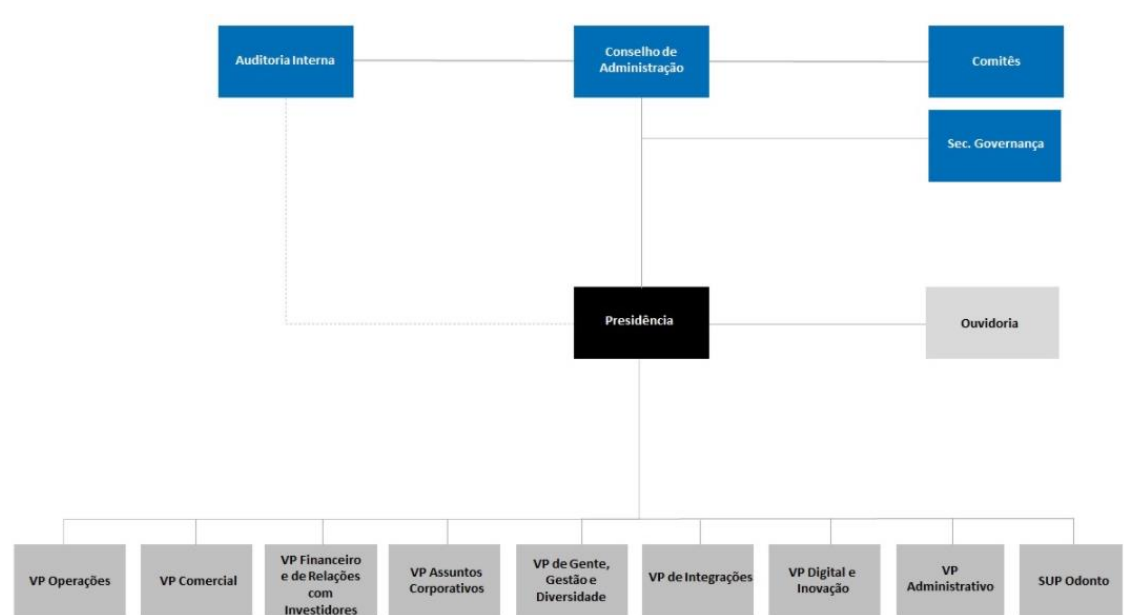 Auditoria Interna
Conselho de
Administração
Comitês
Sec. Governança
Presidência
Ouvidoria
VP Operações
VP Comercial
VP Financeiro
e de Relações
com
Investidores
VP Assuntos
Corporativos
VP de Gente,
Gestão e
Diversidade
VP de Integrações
VP Digital e
Inovação
VP
Administrativo
SUP Odonto